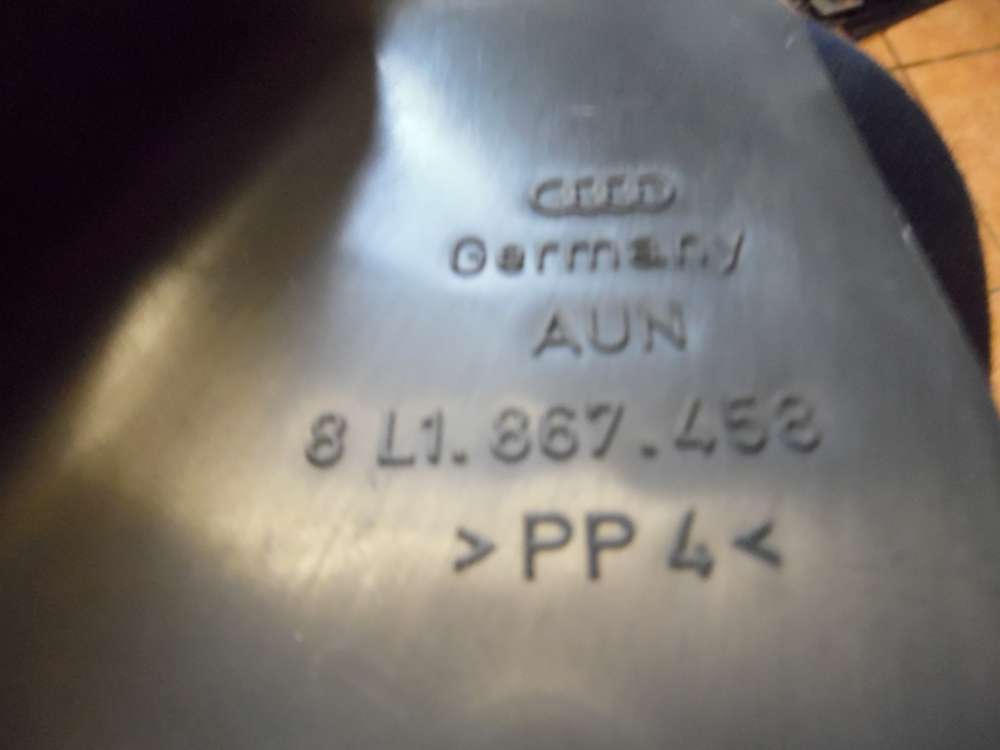 Germany
AUN
8 L1.867.458
>PP 4<